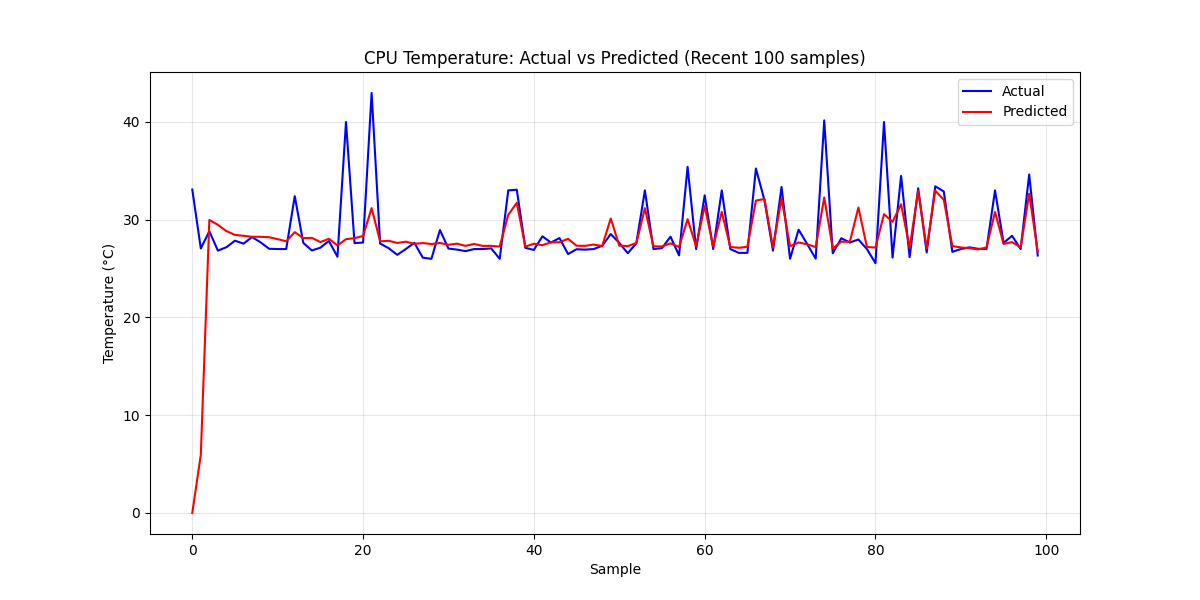 CPU Temperature: Actual vs Predicted (Recent 100 samples)
Actual
Predicted
Temperature (°C)
40
30
20
10
0
0 20 40 60 80 100
Sample